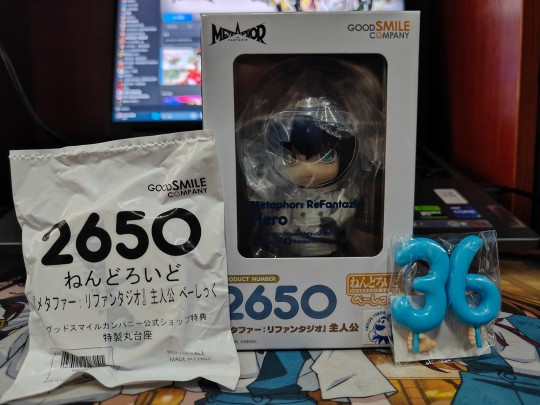 GOODSMILE
COMPANY
2650
ねんどろいど
『メタファー：リファンタジオ』主人公 べーしっく
グッドスマイルカンパニー公式ショップ特典
特製丸台座
MADE IN CHINA
METAPHOR
REFANTAZIO
GOODSMILE
COMPANY
Metaphor: ReFantazio
Hero
PRODUCT NUMBER
2650
ねんどろいど
べーしっく
『メタファー：リファンタジオ』主人公
36